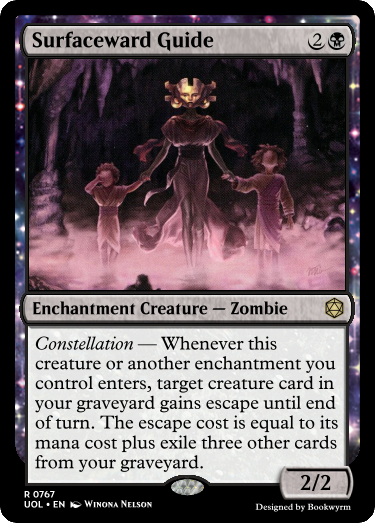 Surfaceward Guide 2
Enchantment Creature — Zombie
Constellation — Whenever this
creature or another enchantment you
control enters, target creature card in
your graveyard gains escape until end
of turn. The escape cost is equal to its
mana cost plus exile three other cards
from your graveyard.
2/2
R 0767
UOL • EN Winona Nelson
Designed by Bookwyrm